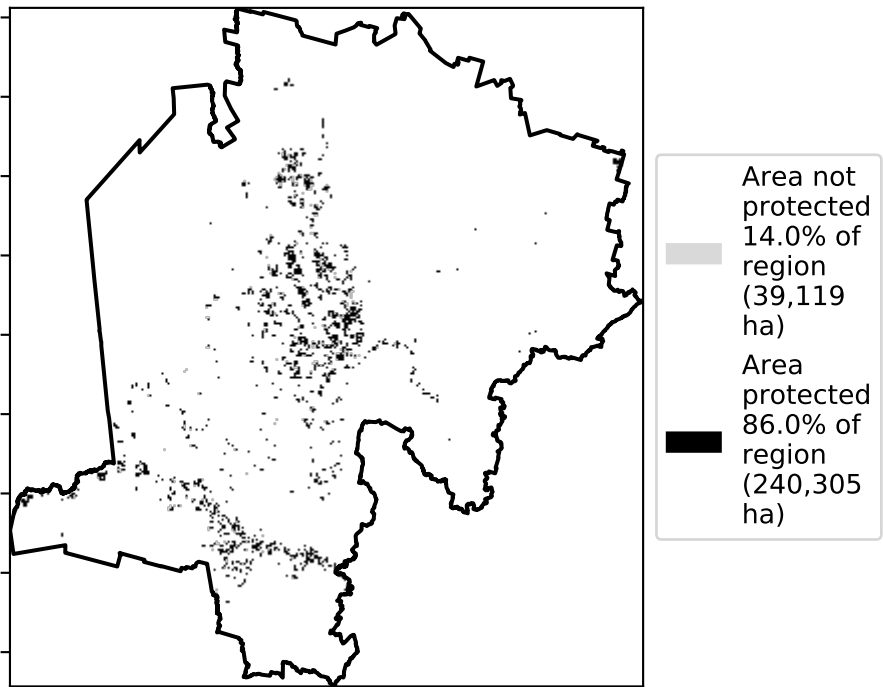 Area not
protected
14.0% of
region
(39,119
ha)
Area
protected
86.0% of
region
(240,305
ha)